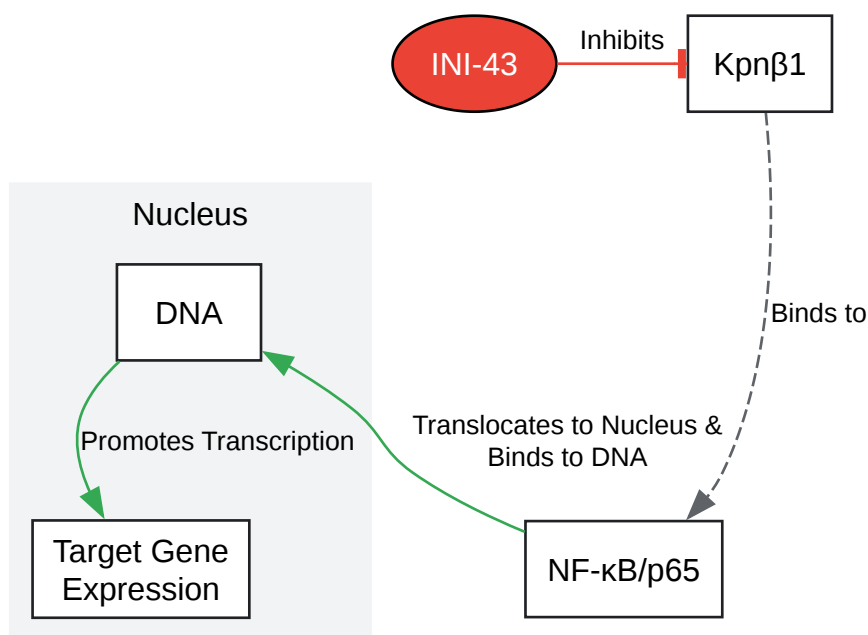 INI-43
Inhibits
Kpnβ1
Nucleus
DNA
Binds to
Promotes Transcription
Translocates to Nucleus &
Binds to DNA
Target Gene
Expression
NF-κB/p65